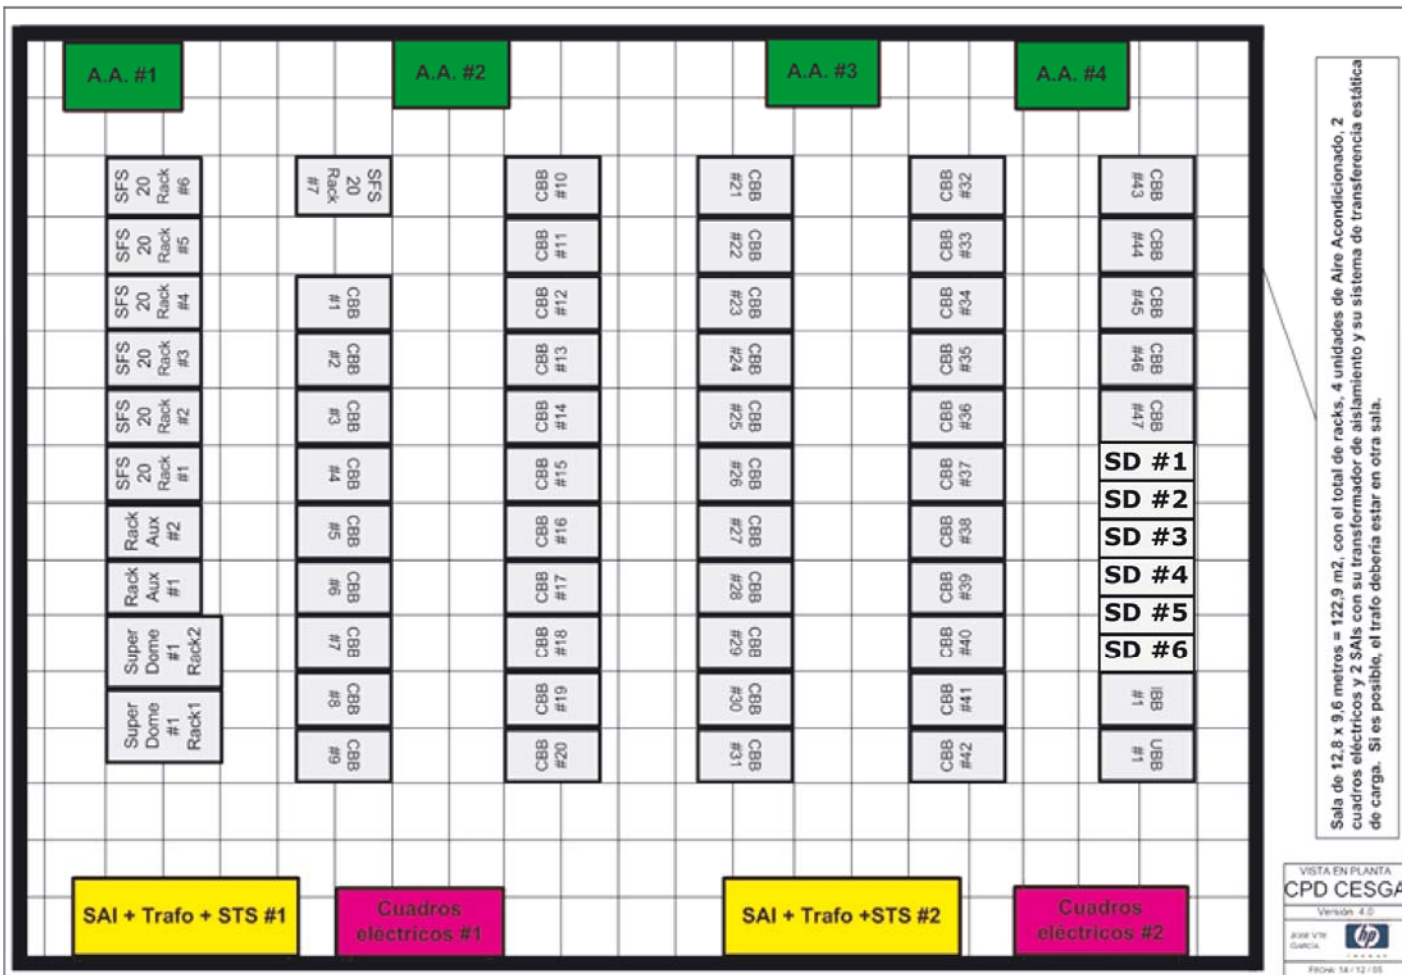 A.A. #1
A.A. #2
A.A. #3
A.A. #4
SFS
20
Rack
#6
SFS
20
Rack
#5
SFS
20
Rack
#4
SFS
20
Rack
#3
SFS
20
Rack
#2
SFS
20
Rack
#1
Rack
Aux
#2
Rack
Aux
#1
Super
Dome
#1
Rack2
Super
Dome
#1
Rack1
SFS
20
Rack
#7
CBB
#1
CBB
#2
CBB
#3
CBB
#4
CBB
#5
CBB
#6
CBB
#7
CBB
#8
CBB
#9
CBB
#10
CBB
#11
CBB
#12
CBB
#13
CBB
#14
CBB
#15
CBB
#16
CBB
#17
CBB
#18
CBB
#19
CBB
#20
CBB
#21
CBB
#22
CBB
#23
CBB
#24
CBB
#25
CBB
#26
CBB
#27
CBB
#28
CBB
#29
CBB
#30
CBB
#31
CBB
#32
CBB
#33
CBB
#34
CBB
#35
CBB
#36
CBB
#37
CBB
#38
CBB
#39
CBB
#40
CBB
#41
CBB
#42
CBB
#43
CBB
#44
CBB
#45
CBB
#46
CBB
#47
SD #1
SD #2
SD #3
SD #4
SD #5
SD #6
IBB
#1
UBB
#1
SAI + Trafo + STS #1
Cuadros
eléctricos #1
SAI + Trafo +STS #2
Cuadros
eléctricos #2
Sala de 12,8 x 9,6 metros = 122,9 m2, con el total de racks, 4 unidades de Aire Acondicionado, 2
cuadros eléctricos y 2 SAIs con su transformador de aislamiento y su sistema de transferencia estática
de carga. Si es posible, el trafo debería estar en otra sala.
VISTA EN PLANTA
CPD CESGA
Versión 4.0
JOSE VTE
GARCÍA
hp
Fecha 14 / 12 / 05